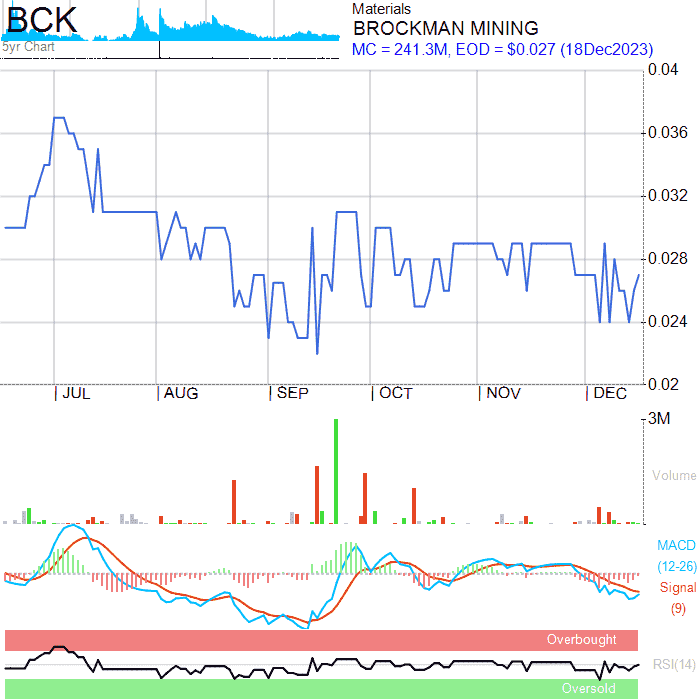 BCK
5yr Chart
Materials
BROCKMAN MINING
MC = 241.3M, EOD = $0.027 (18Dec2023)
0.04
0.036
0.032
0.028
0.024
0.02
JUL AUG SEP OCT NOV DEC
3M
Volume
MACD
(12-26)
Signal
(9)
Overbought
RSI(14)
Oversold